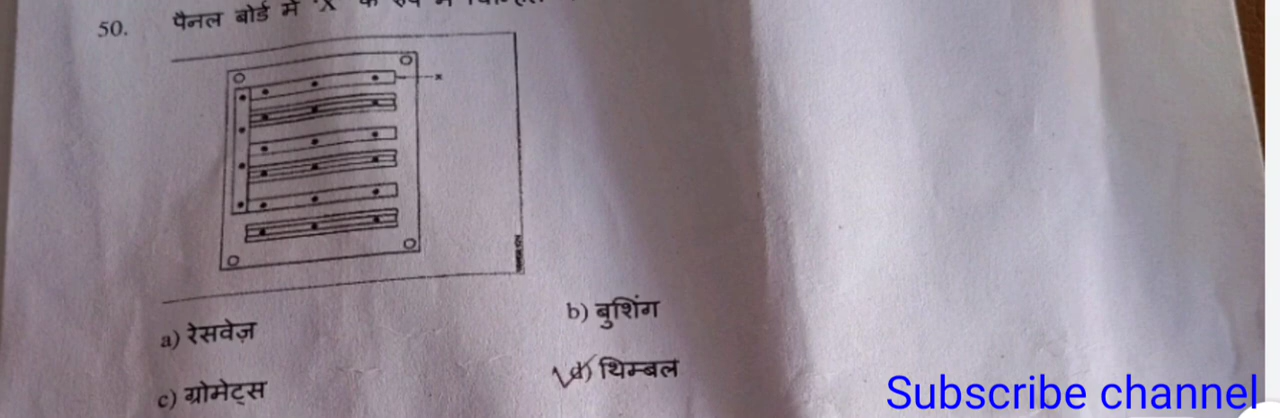 50. पैनल बोर्ड में 'X'
x
a) रेसवेज़
b) बुशिंग
c) ग्रोमेट्स
d) थिम्बल
Subscribe channel